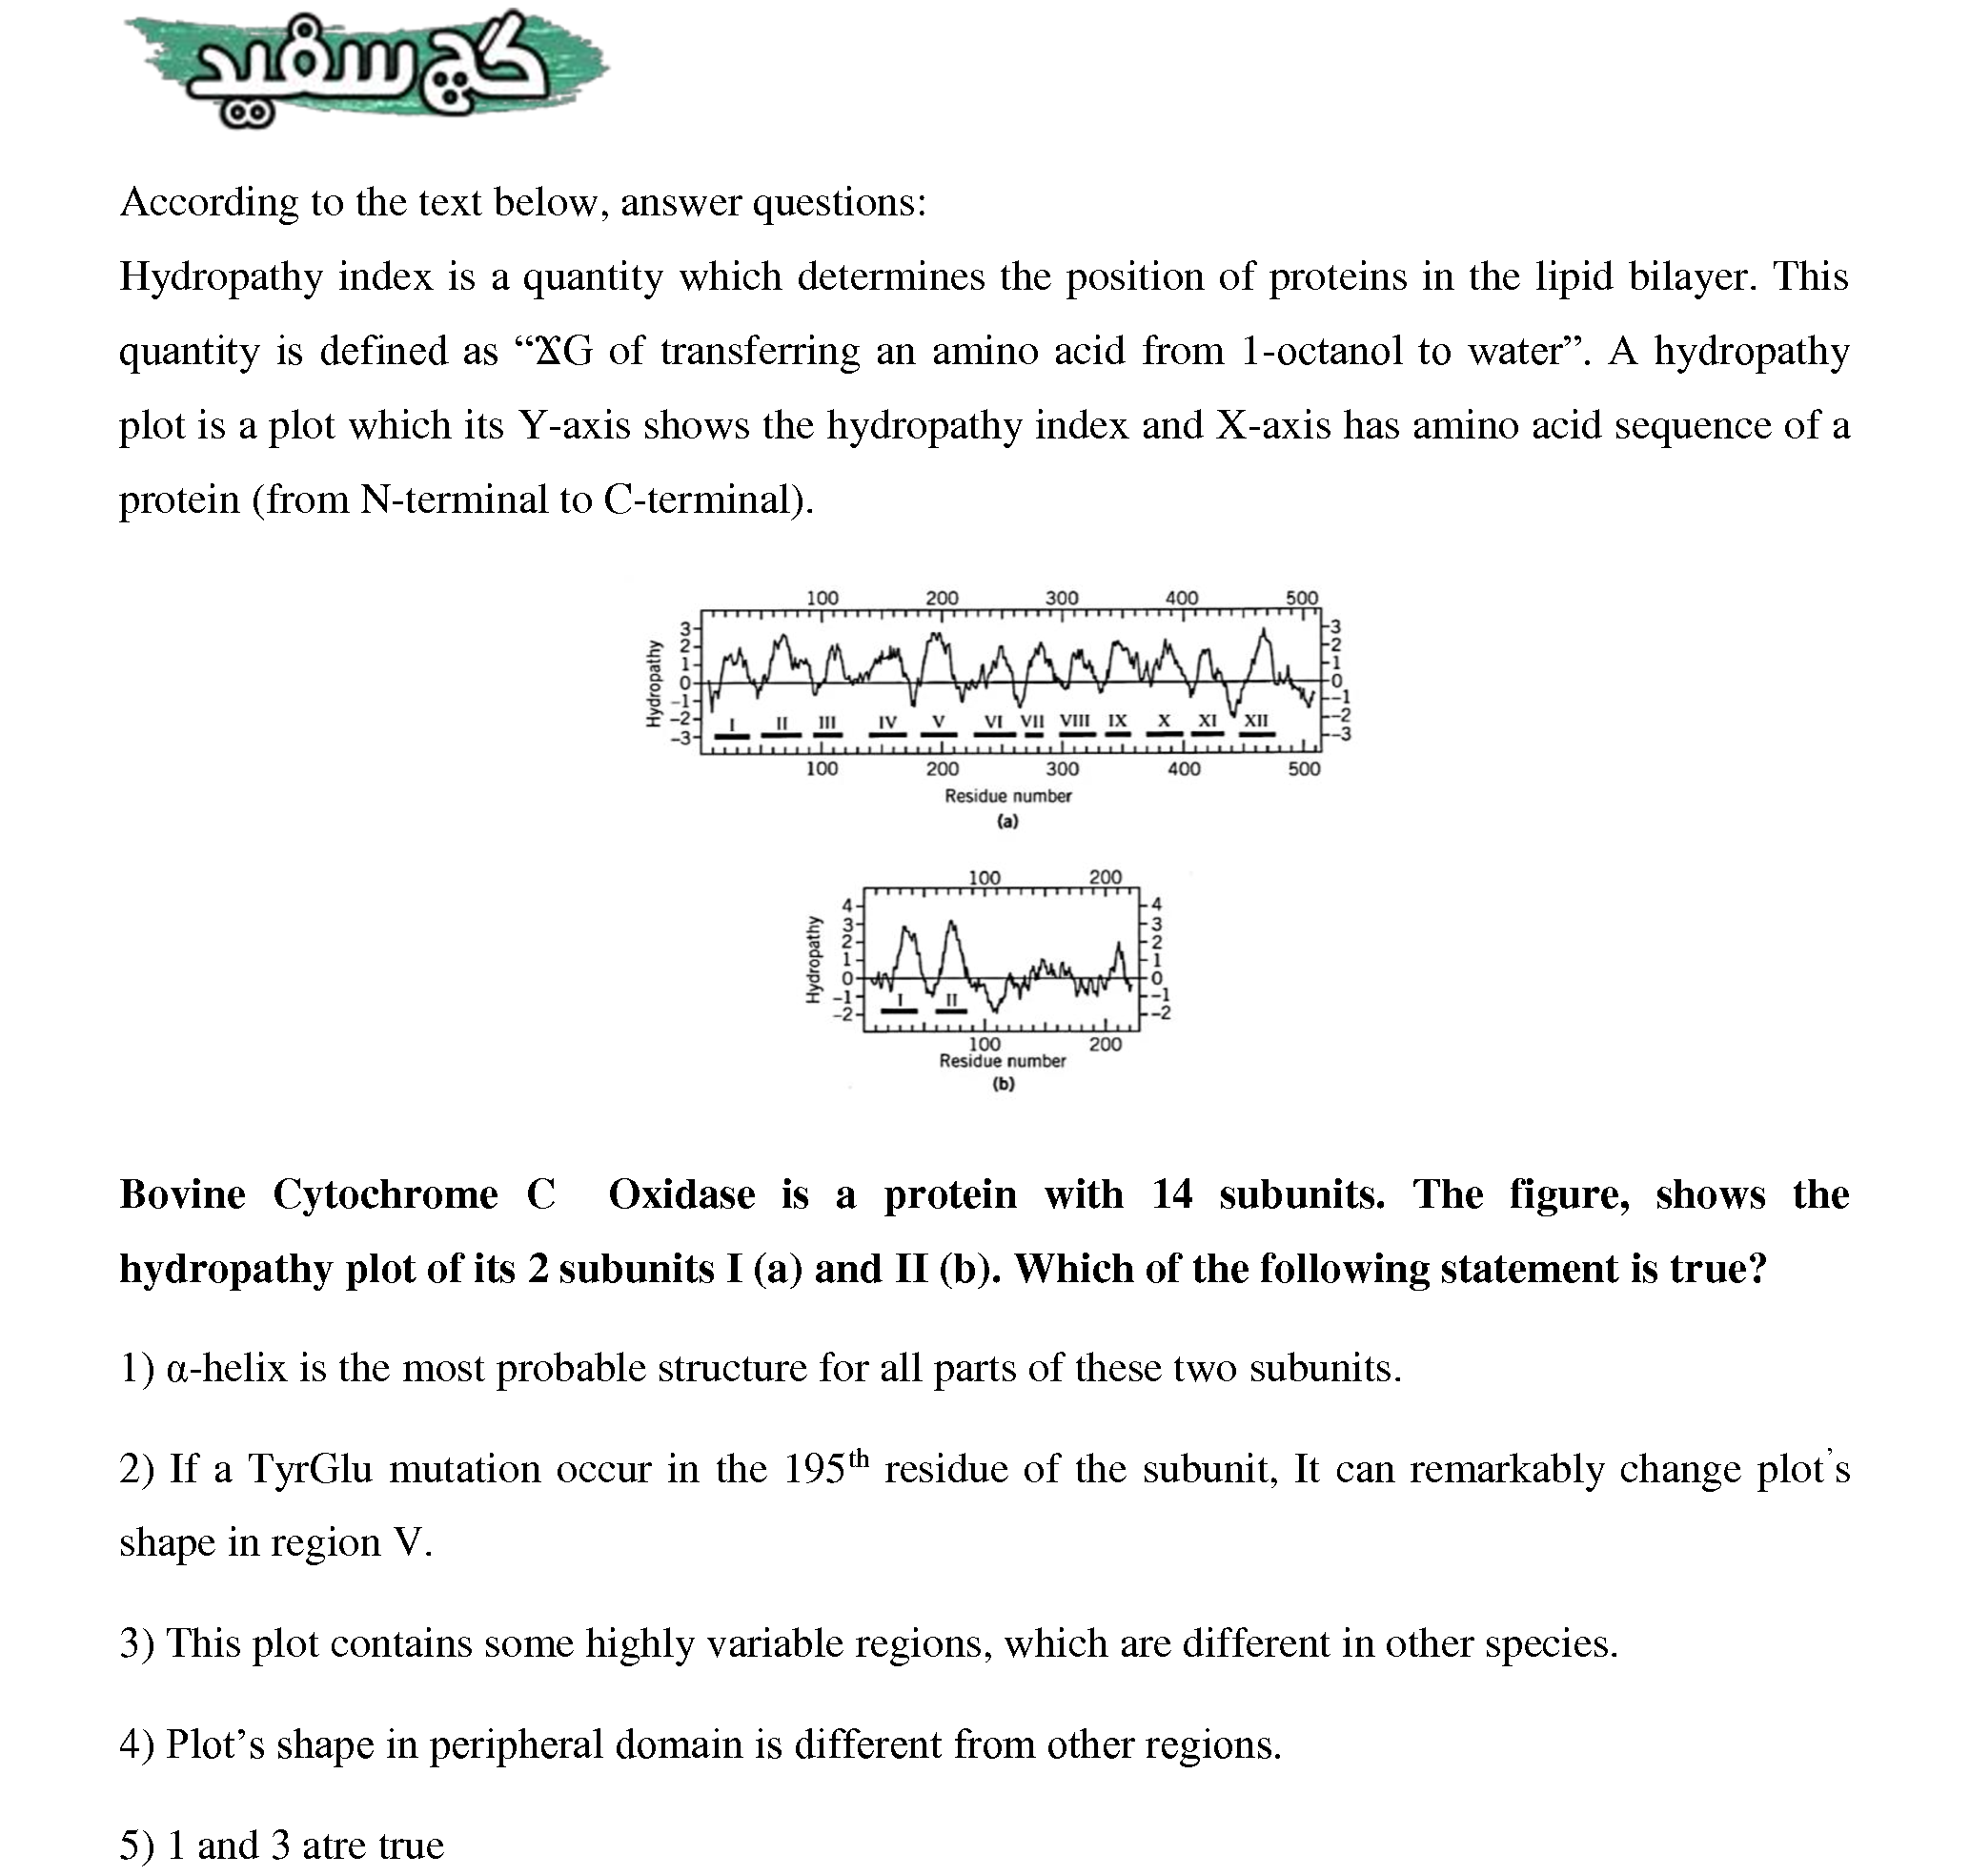 گچ سفید
According to the text below, answer questions:
Hydropathy index is a quantity which determines the position of proteins in the lipid bilayer. This
quantity is defined as “ϪG of transferring an amino acid from 1-octanol to water”. A hydropathy
plot is a plot which its Y-axis shows the hydropathy index and X-axis has amino acid sequence of a
protein (from N-terminal to C-terminal).
100 200 300 400 500
Hydropathy
3 2 1 0 -1 -2 -3
I II III IV V VI VII VIII IX X XI XII
3 2 1 0 -1 -2 -3
100 200 300 400 500
Residue number
(a)
100 200
Hydropathy
4 3 2 1 0 -1 -2
I II
4 3 2 1 0 -1 -2
100 200
Residue number
(b)
Bovine Cytochrome C Oxidase is a protein with 14 subunits. The figure, shows the
hydropathy plot of its 2 subunits I (a) and II (b). Which of the following statement is true?
1) α-helix is the most probable structure for all parts of these two subunits.
2) If a TyrGlu mutation occur in the 195th residue of the subunit, It can remarkably change plot's
shape in region V.
3) This plot contains some highly variable regions, which are different in other species.
4) Plot’s shape in peripheral domain is different from other regions.
5) 1 and 3 atre true